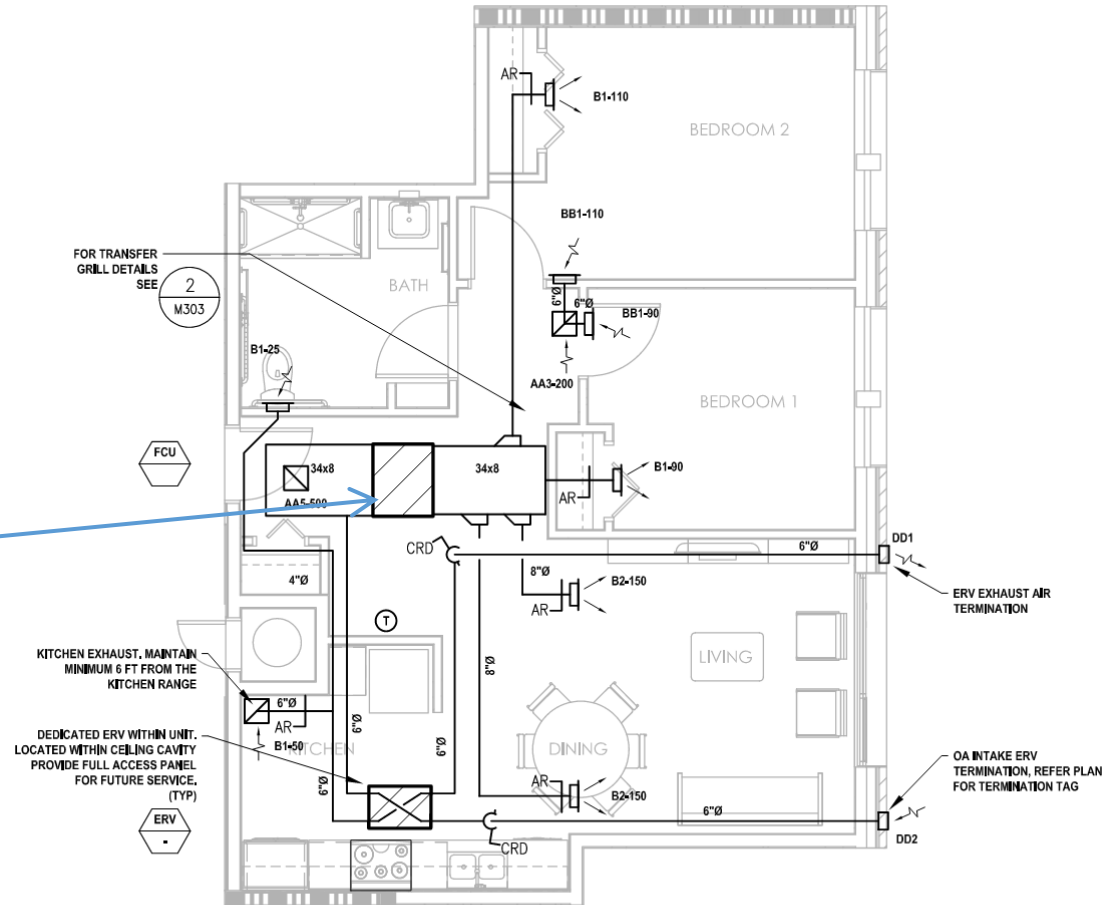 AR
B1-110
BEDROOM 2
BB1-110
FOR TRANSFER
GRILL DETAILS
SEE
2
M303
BATH
6"Ø
6"Ø
BB1-90
B1-25
AA3-200
BEDROOM 1
FCU
34x8
34x8
B1-90
AA5-500
AR
CRD
6"Ø
DD1
4"Ø
8"Ø
B2-150
AR
ERV EXHAUST AIR
TERMINATION
T
KITCHEN EXHAUST, MAINTAIN
MINIMUM 6 FT FROM THE
KITCHEN RANGE
LIVING
8"Ø
6"Ø
AR
B1-50
KITCHEN
6"Ø
6"Ø
DEDICATED ERV WITHIN UNIT.
LOCATED WITHIN CEILING CAVITY
PROVIDE FULL ACCESS PANEL
FOR FUTURE SERVICE.
(TYP)
DINING
OA INTAKE ERV
TERMINATION, REFER PLAN
FOR TERMINATION TAG
6"Ø
AR
B2-150
6"Ø
ERV
-
CRD
DD2